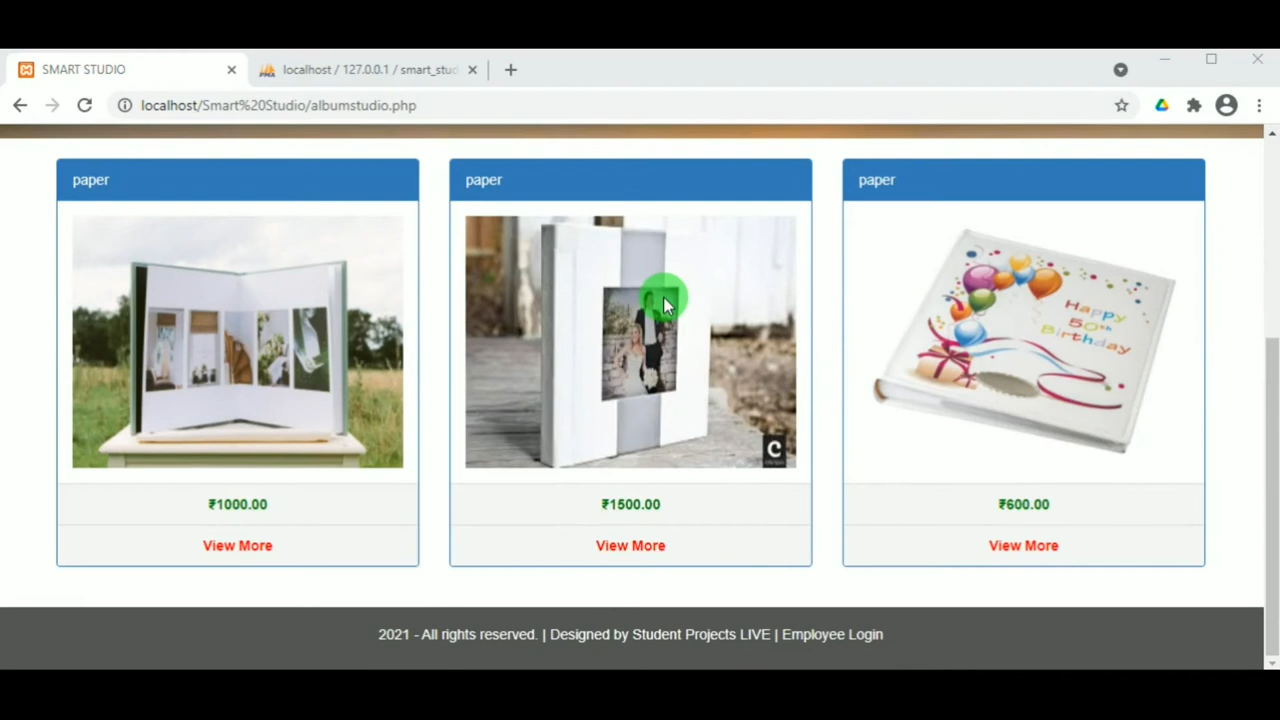 SMART STUDIO
localhost / 127.0.0.1 / smart_stud
localhost/Smart%20Studio/albumstudio.php
paper
paper
paper
Happy
50th
Birthday
C
₹1000.00
₹1500.00
₹600.00
View More
View More
View More
2021 - All rights reserved. | Designed by Student Projects LIVE | Employee Login